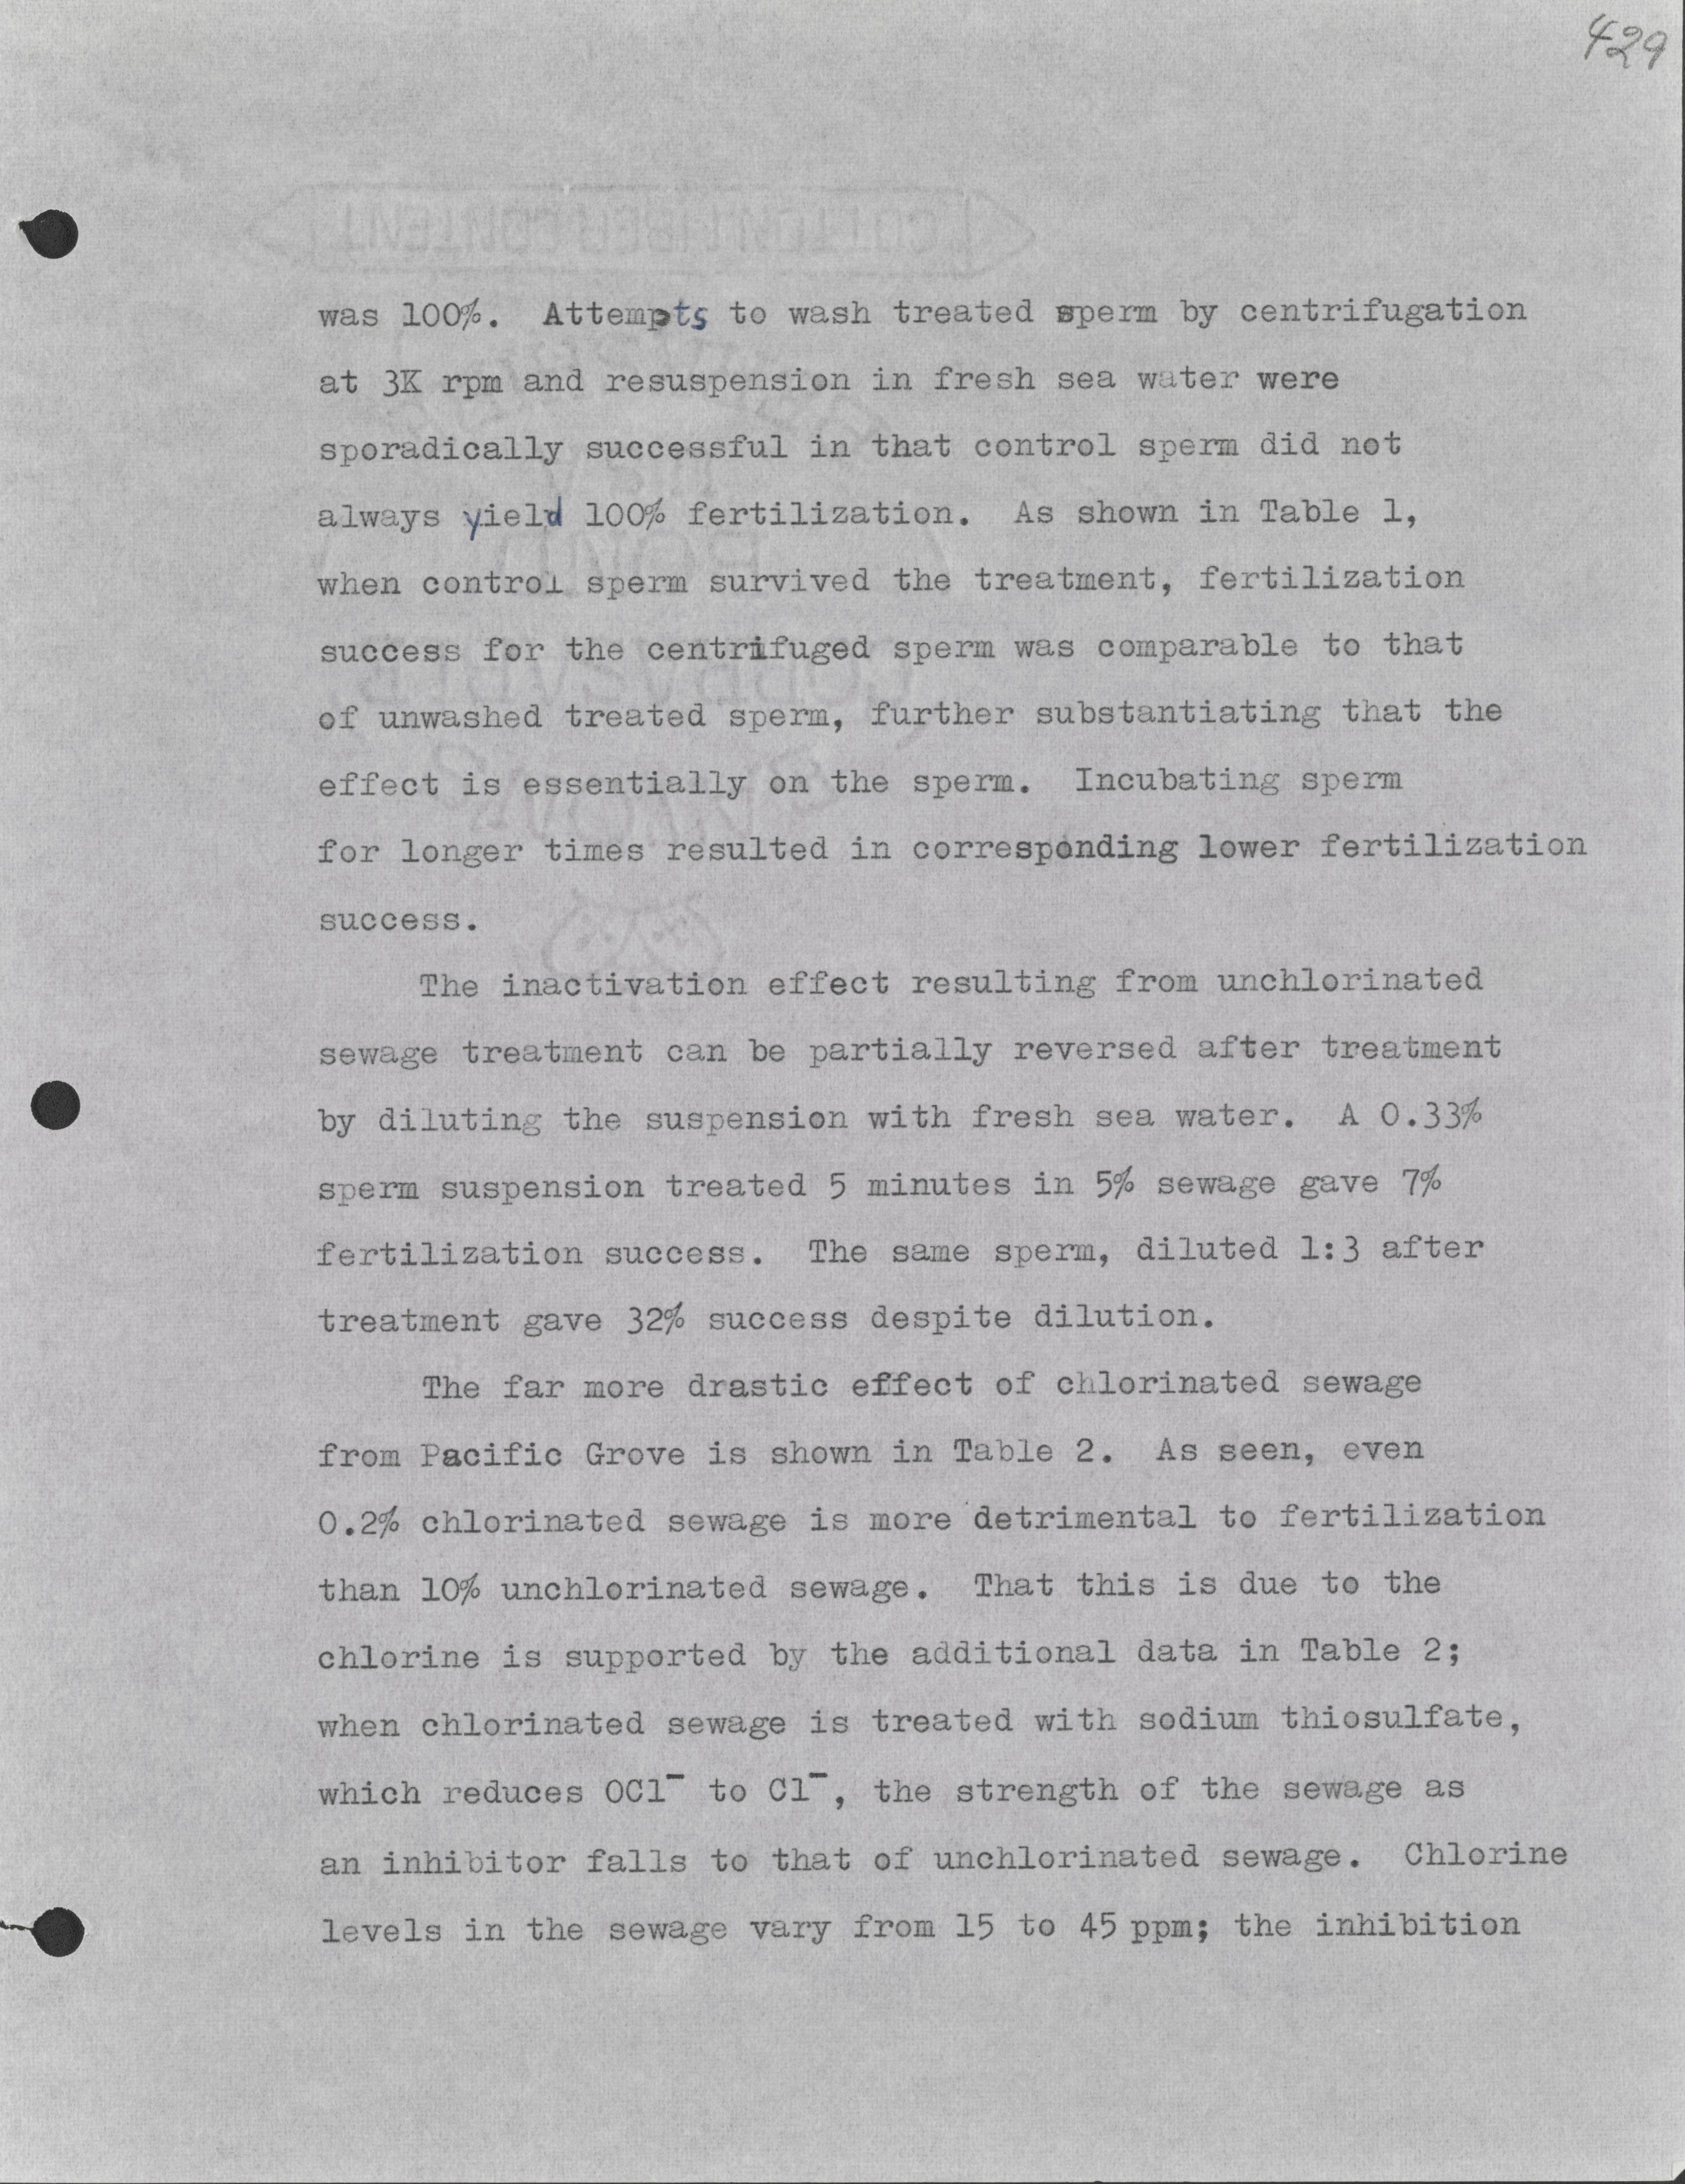 429
was 100%. Attempts to wash treated sperm by centrifugation
at 3K rpm and resuspension in fresh sea water were
sporadically successful in that control sperm did not
always yield 100% fertilization. As shown in Table 1,
when control sperm survived the treatment, fertilization
success for the centrifuged sperm was comparable to that
of unwashed treated sperm, further substantiating that the
effect is essentially on the sperm. Incubating sperm
for longer times resulted in corresponding lower fertilization
success.
The inactivation effect resulting from unchlorinated
sewage treatment can be partially reversed after treatment
by diluting the suspension with fresh sea water. A 0.33%
sperm suspension treated 5 minutes in 5% sewage gave 7%
fertilization success. The same sperm, diluted 1:3 after
treatment gave 32% success despite dilution.
The far more drastic effect of chlorinated sewage
from Pacific Grove is shown in Table 2. As seen, even
0.2% chlorinated sewage is more detrimental to fertilization
than 10% unchlorinated sewage. That this is due to the
chlorine is supported by the additional data in Table 2;
when chlorinated sewage is treated with sodium thiosulfate,
which reduces OCl⁻ to Cl⁻, the strength of the sewage as
an inhibitor falls to that of unchlorinated sewage. Chlorine
levels in the sewage vary from 15 to 45 ppm; the inhibition